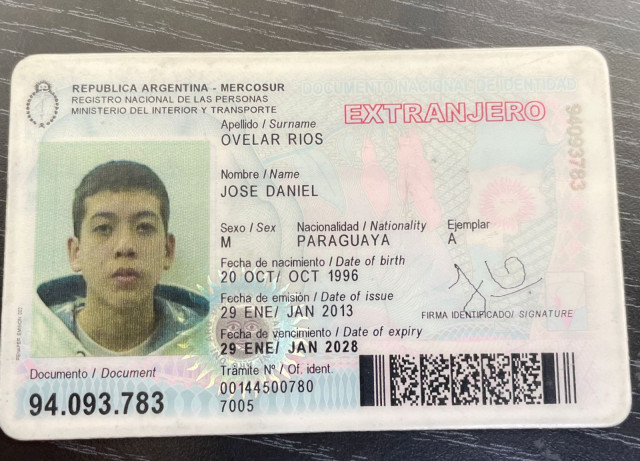 REPUBLICA ARGENTINA - MERCOSUR
REGISTRO NACIONAL DE LAS PERSONAS
MINISTERIO DEL INTERIOR Y TRANSPORTE
DOCUMENTO NACIONAL DE IDENTIDAD
EXTRANJERO
94093783
Apellido / Surname
OVELAR RIOS
Nombre / Name
JOSE DANIEL
Sexo / Sex Nacionalidad / Nationality Ejemplar
M PARAGUAYA A
Fecha de nacimiento / Date of birth
20 OCT/ OCT 1996
Fecha de emisión / Date of issue
29 ENE/ JAN 2013
FIRMA IDENTIFICADO/ SIGNATURE
Fecha de vencimiento / Date of expiry
29 ENE/ JAN 2028
Documento / Document
94.093.783
Trámite Nº / Of. ident.
00144500780
7005